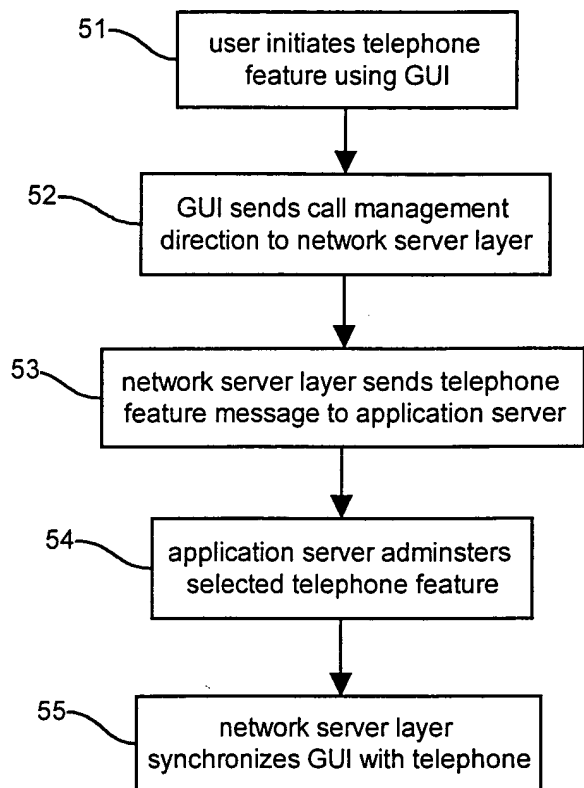 51
user initiates telephone
feature using GUI
52
GUI sends call management
direction to network server layer
53
network server layer sends telephone
feature message to application server
54
application server adminsters
selected telephone feature
55
network server layer
synchronizes GUI with telephone